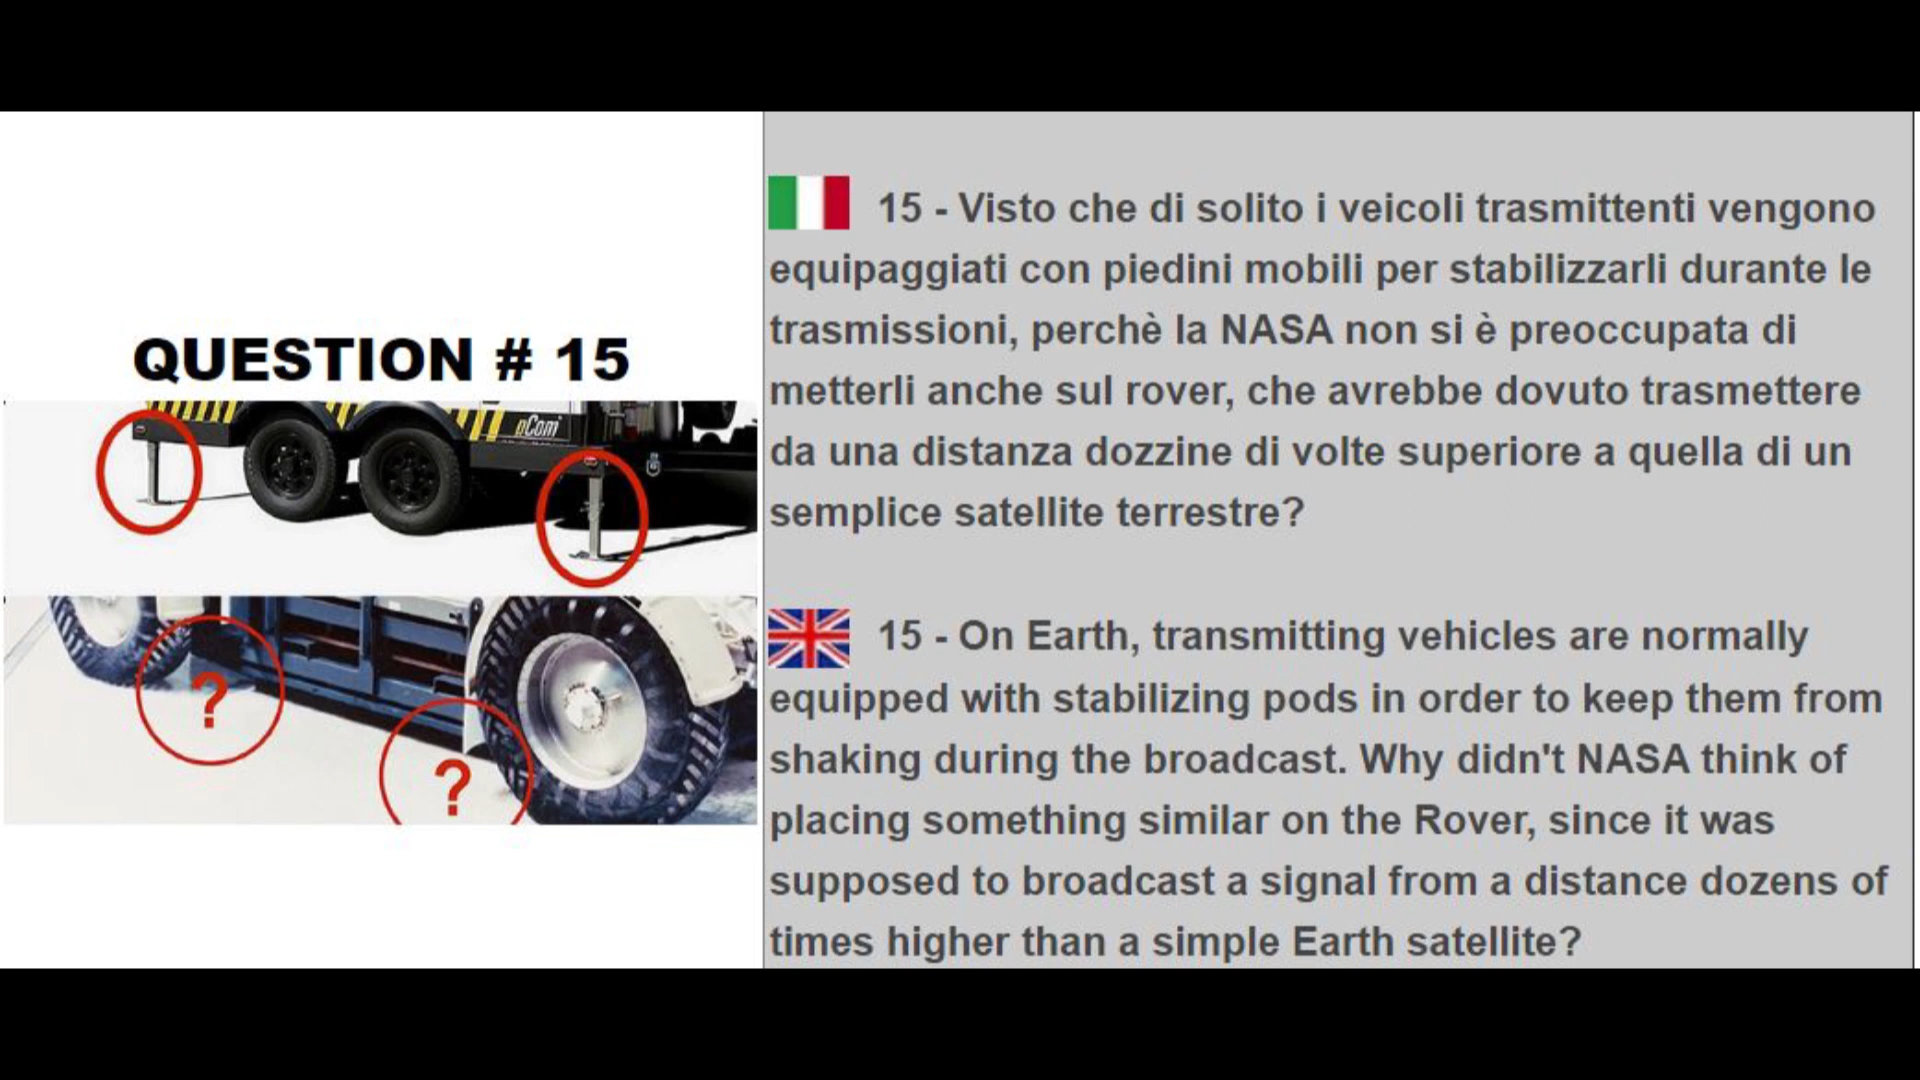 QUESTION # 15
pCom
?
?
15 - Visto che di solito i veicoli trasmittenti vengono
equipaggiati con piedini mobili per stabilizzarli durante le
trasmissioni, perchè la NASA non si è preoccupata di
metterli anche sul rover, che avrebbe dovuto trasmettere
da una distanza dozzine di volte superiore a quella di un
semplice satellite terrestre?
15 - On Earth, transmitting vehicles are normally
equipped with stabilizing pods in order to keep them from
shaking during the broadcast. Why didn't NASA think of
placing something similar on the Rover, since it was
supposed to broadcast a signal from a distance dozens of
times higher than a simple Earth satellite?